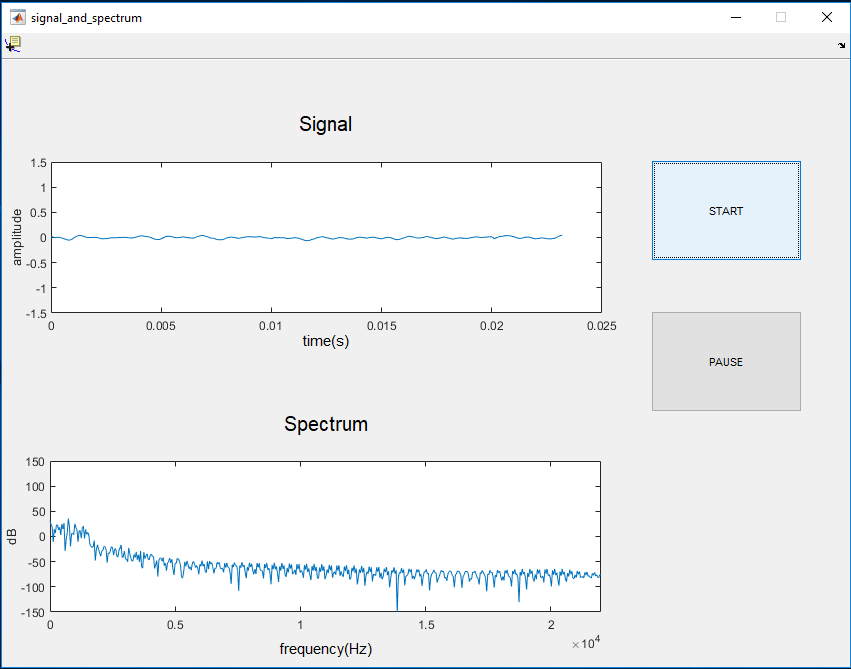 signal_and_spectrum
Signal
1.5
1
0.5
0
-0.5
-1
-1.5
amplitude
0 0.005 0.01 0.015 0.02 0.025
time(s)
START
PAUSE
Spectrum
150
100
50
0
-50
-100
-150
dB
0 0.5 1 1.5 2
×10⁴
frequency(Hz)